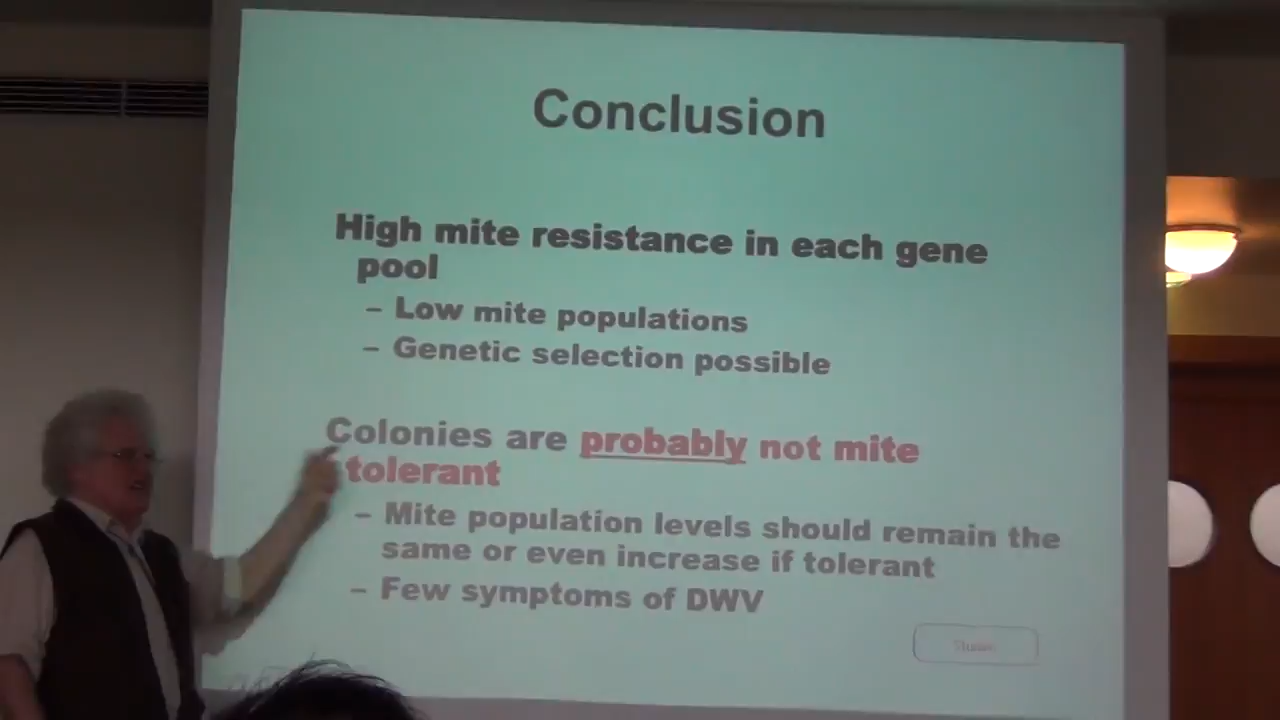 Conclusion
High mite resistance in each gene
pool
– Low mite populations
– Genetic selection possible
Colonies are probably not mite
tolerant
– Mite population levels should remain the
same or even increase if tolerant
– Few symptoms of DWV